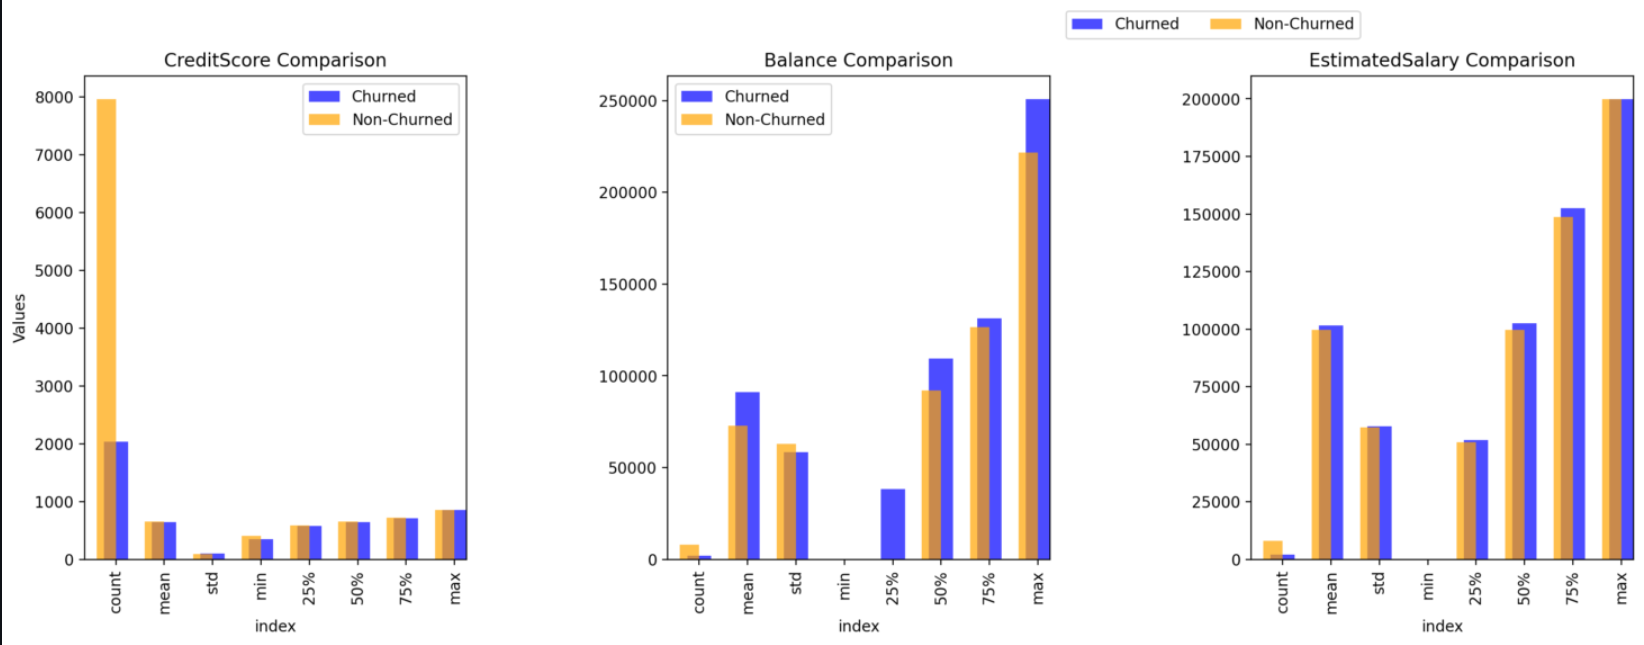 Churned
Non-Churned
CreditScore Comparison
Churned
Non-Churned
8000
7000
6000
5000
4000
3000
2000
1000
0
Values
count
mean
std
min
25%
50%
75%
max
index
Balance Comparison
Churned
Non-Churned
250000
200000
150000
100000
50000
0
count
mean
std
min
25%
50%
75%
max
index
EstimatedSalary Comparison
200000
175000
150000
125000
100000
75000
50000
25000
0
count
mean
std
min
25%
50%
75%
max
index